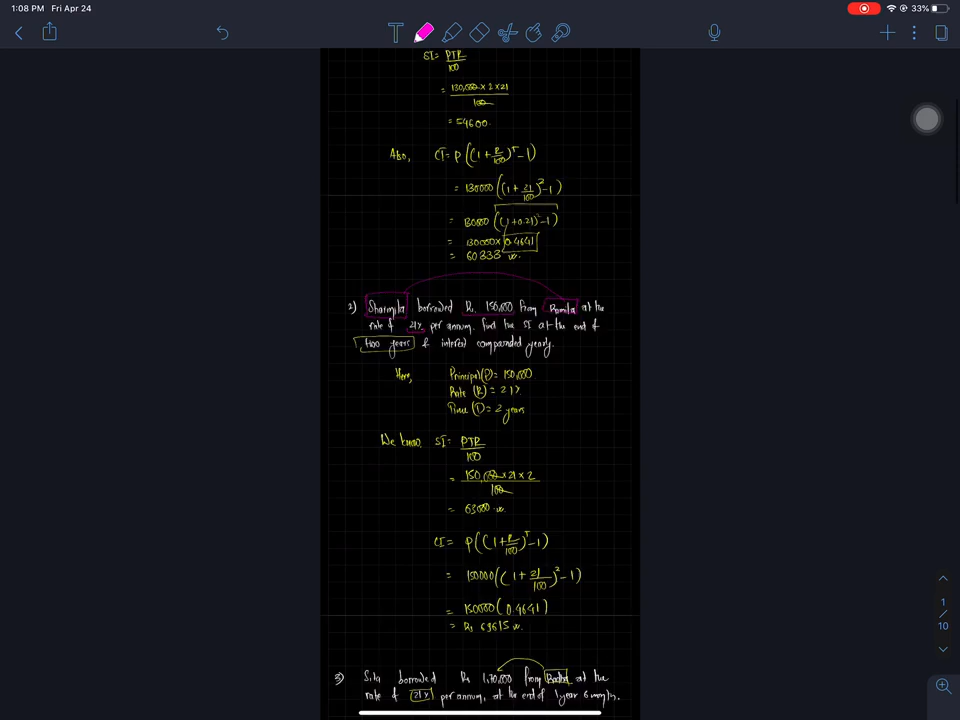 1:08 PM Fri Apr 24
33%
SI = PTR
100
= 130,000 × 2 × 21
100
= 54600.
Also, CI = P((1 + R/100)^T - 1)
= 130000((1 + 21/100)^2 - 1)
= 130000((1 + 0.21)^2 - 1)
= 130000 × 0.4641
= 60333
2) Sharmila borrowed Rs. 150,000 from Ramila at the
rate of 21% per annum. Find the SI at the end of
two years & interest compounded yearly.
Here, Principal (P) = 150,000
Rate (R) = 21%
Time (T) = 2 years
We know, SI = PTR
100
= 150,000 × 21 × 2
100
= 63000
CI = P((1 + R/100)^T - 1)
= 150000((1 + 21/100)^2 - 1)
= 150000(0.4641)
= Rs 69615
3) Sita borrowed Rs 1,70,000 from at the
rate of 21% per annum, at the end of 1 year 6 months.
1
/
10